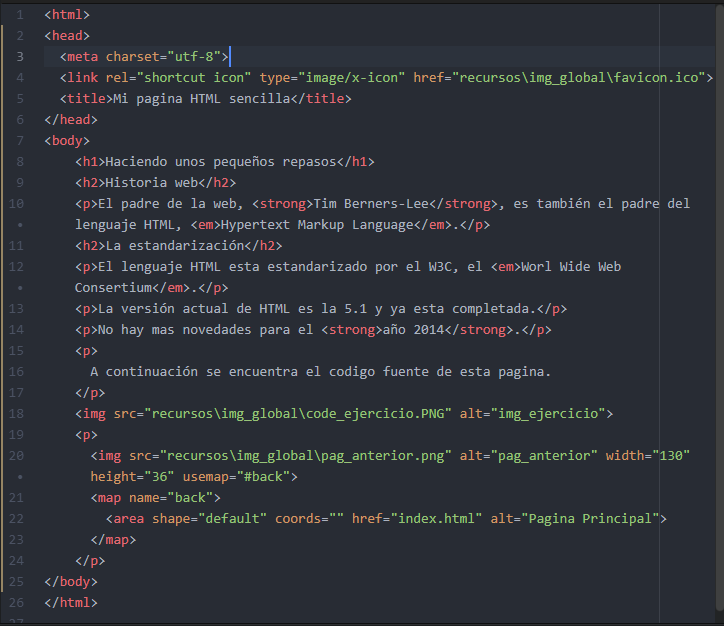 1 <html>
2 <head>
3 <meta charset="utf-8">
4 <link rel="shortcut icon" type="image/x-icon" href="recursos\img_global\favicon.ico">
5 <title>Mi pagina HTML sencilla</title>
6 </head>
7 <body>
8 <h1>Haciendo unos pequeños repasos</h1>
9 <h2>Historia web</h2>
10 <p>El padre de la web, <strong>Tim Berners-Lee</strong>, es también el padre del
• lenguaje HTML, <em>Hypertext Markup Language</em>.</p>
11 <h2>La estandarización</h2>
12 <p>El lenguaje HTML esta estandarizado por el W3C, el <em>Worl Wide Web
• Consertium</em>.</p>
13 <p>La versión actual de HTML es la 5.1 y ya esta completada.</p>
14 <p>No hay mas novedades para el <strong>año 2014</strong>.</p>
15 <p>
16 A continuación se encuentra el codigo fuente de esta pagina.
17 </p>
18 <img src="recursos\img_global\code_ejercicio.PNG" alt="img_ejercicio">
19 <p>
20 <img src="recursos\img_global\pag_anterior.png" alt="pag_anterior" width="130"
• height="36" usemap="#back">
21 <map name="back">
22 <area shape="default" coords="" href="index.html" alt="Pagina Principal">
23 </map>
24 </p>
25 </body>
26 </html>
27